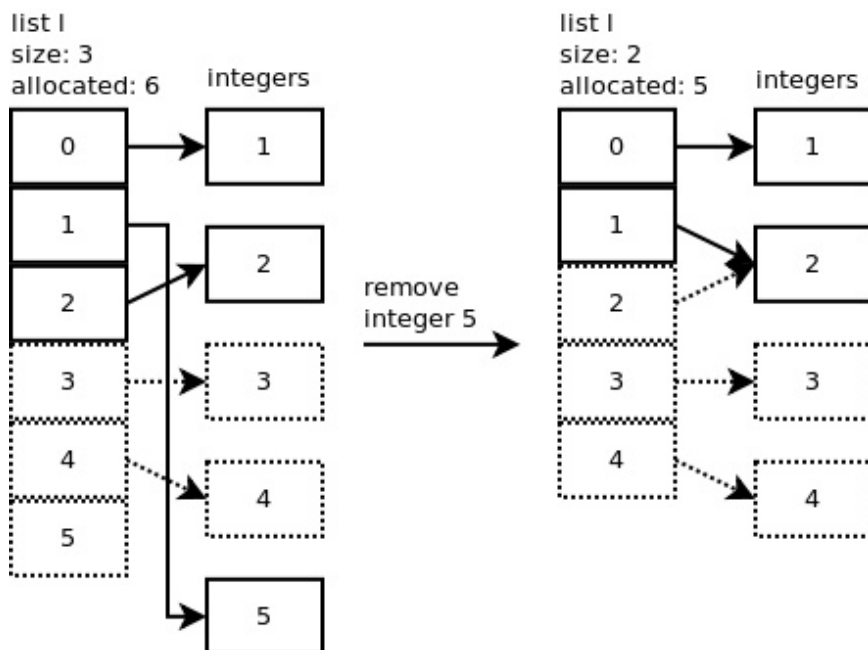 list l
size: 3
allocated: 6
integers
0
1
2
3
4
5
1
2
3
4
5
remove
integer 5
list l
size: 2
allocated: 5
integers
0
1
2
3
4
1
2
3
4